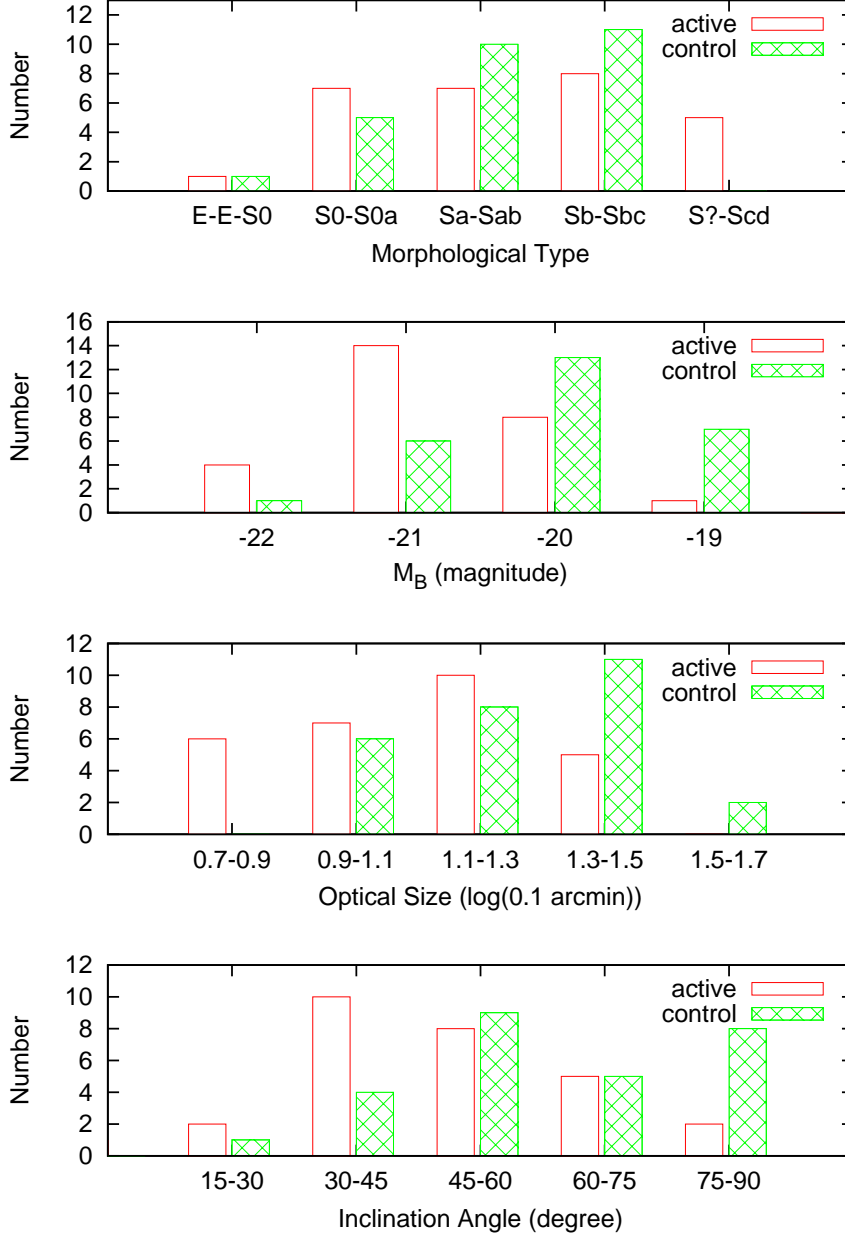 12
10
8
6
4
2
0
Number
active
control
E-E-S0 S0-S0a Sa-Sab Sb-Sbc S?-Scd
Morphological Type
16
14
12
10
8
6
4
2
0
Number
active
control
-22 -21 -20 -19
M_B (magnitude)
12
10
8
6
4
2
0
Number
active
control
0.7-0.9 0.9-1.1 1.1-1.3 1.3-1.5 1.5-1.7
Optical Size (log(0.1 arcmin))
12
10
8
6
4
2
0
Number
active
control
15-30 30-45 45-60 60-75 75-90
Inclination Angle (degree)